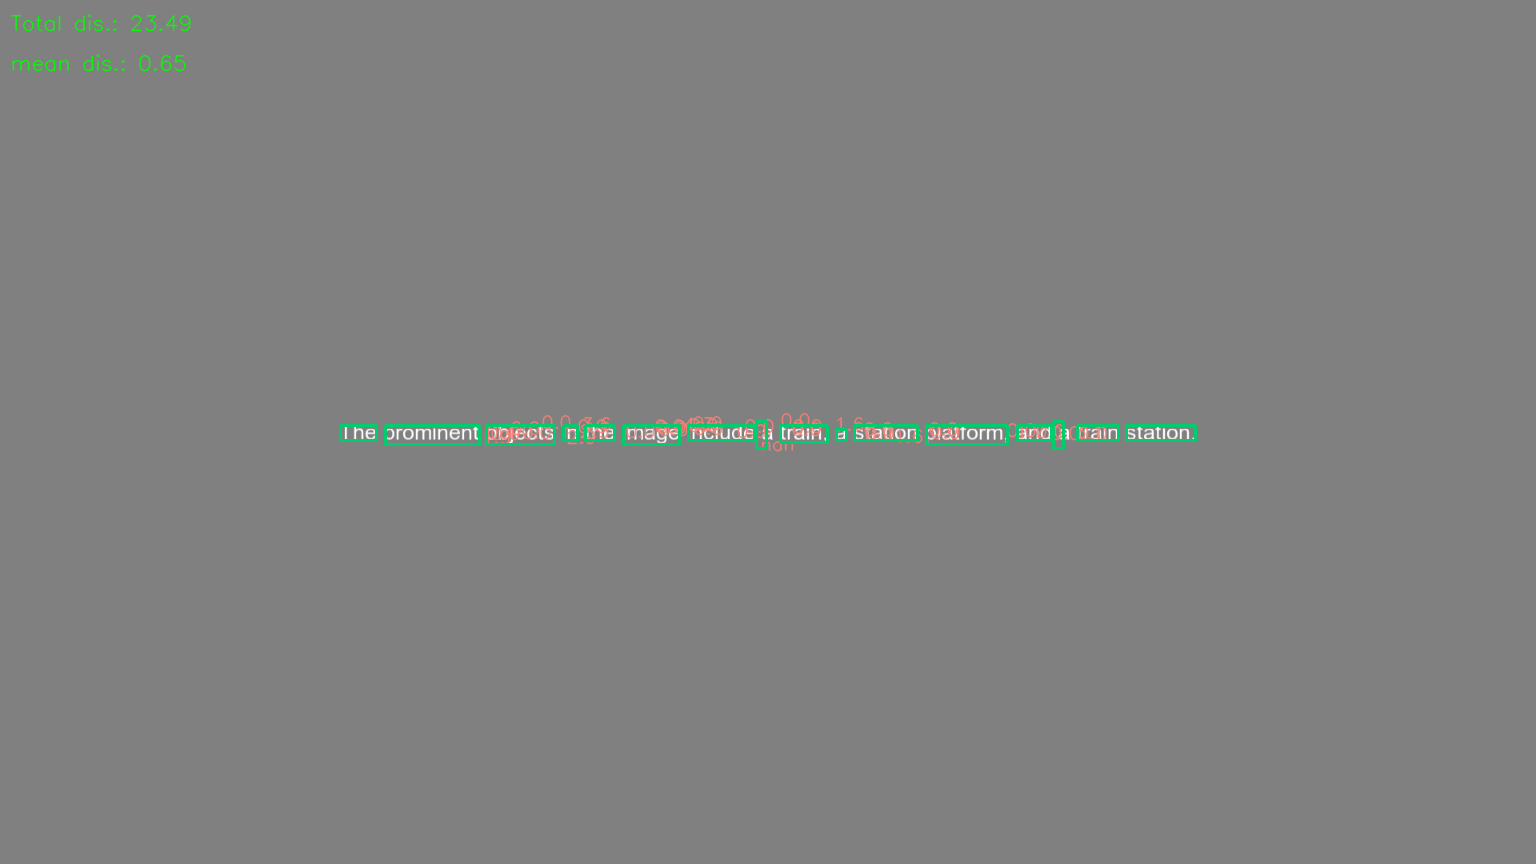 Total dis.: 23.49
mean dis.: 0.65
The prominent objects in the image include a train, a station platform, and a train station.